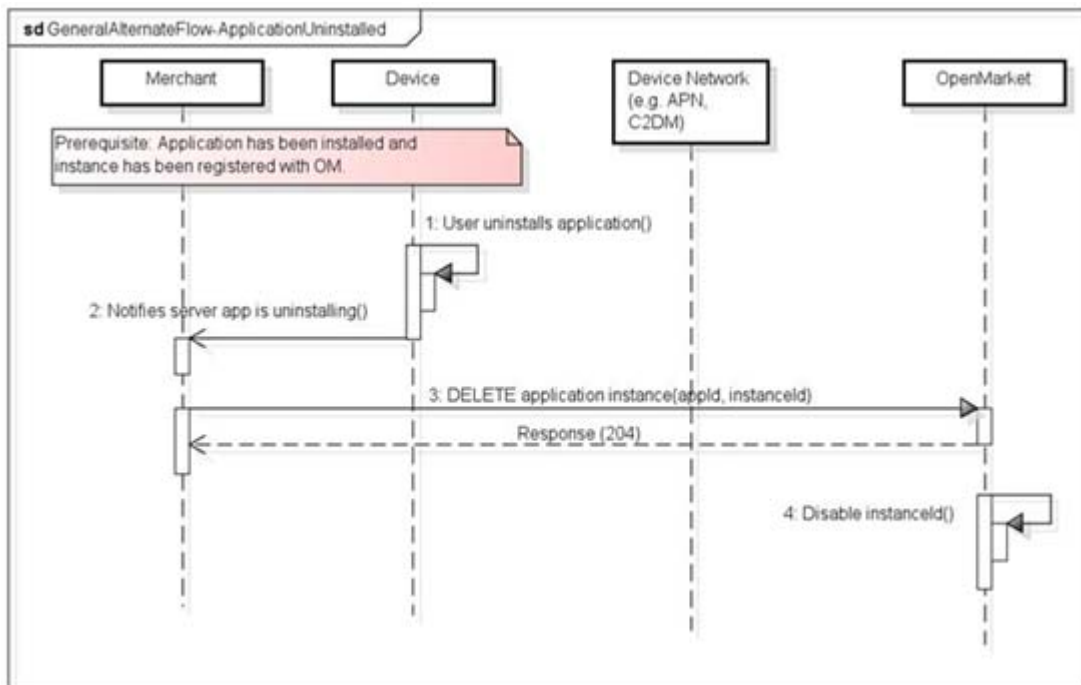 sd GeneralAlternateFlow-ApplicationUninstalled
Merchant
Device
Device Network
(e.g. APN,
C2DM)
OpenMarket
Prerequisite: Application has been installed and
instance has been registered with OM.
1: User uninstalls application()
2: Notifies server app is uninstalling()
3: DELETE application instance(appId, instanceId)
Response (204)
4: Disable instanceId()